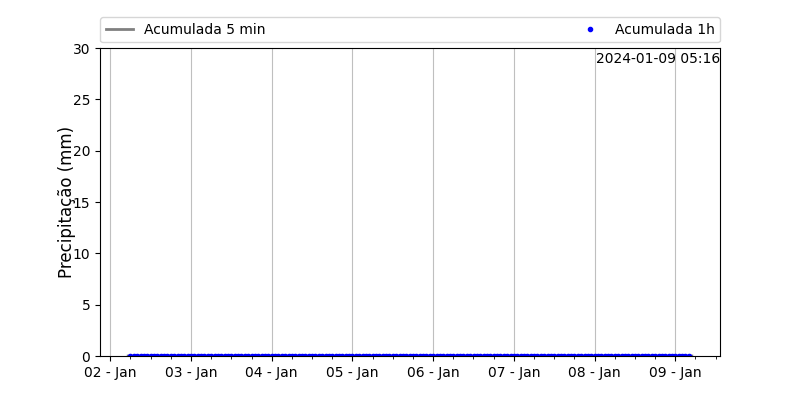 Acumulada 5 min Acumulada 1h
2024-01-09 05:16
Precipitação (mm)
30
25
20
15
10
5
0
02 - Jan 03 - Jan 04 - Jan 05 - Jan 06 - Jan 07 - Jan 08 - Jan 09 - Jan